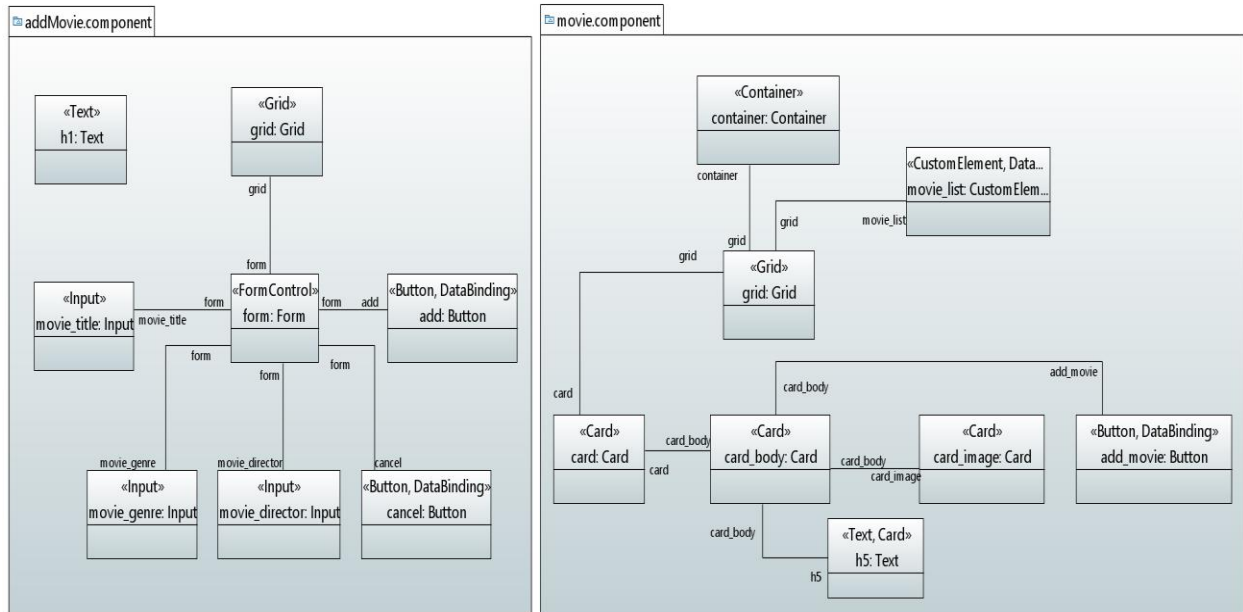 addMovie.component
«Text»
h1: Text
«Grid»
grid: Grid
grid
form
«Input»
movie_title: Input
movie_title
form
«FormControl»
form: Form
form
add
«Button, DataBinding»
add: Button
form
form
form
movie_genre
movie_director
cancel
«Input»
movie_genre: Input
«Input»
movie_director: Input
«Button, DataBinding»
cancel: Button
movie.component
«Container»
container: Container
container
«CustomElement, Data...
movie_list: CustomElem...
movie_list
grid
grid
grid
«Grid»
grid: Grid
card
add_movie
card_body
«Card»
card: Card
card_body
card
«Card»
card_body: Card
card_body
card_image
«Card»
card_image: Card
«Button, DataBinding»
add_movie: Button
card_body
h5
«Text, Card»
h5: Text